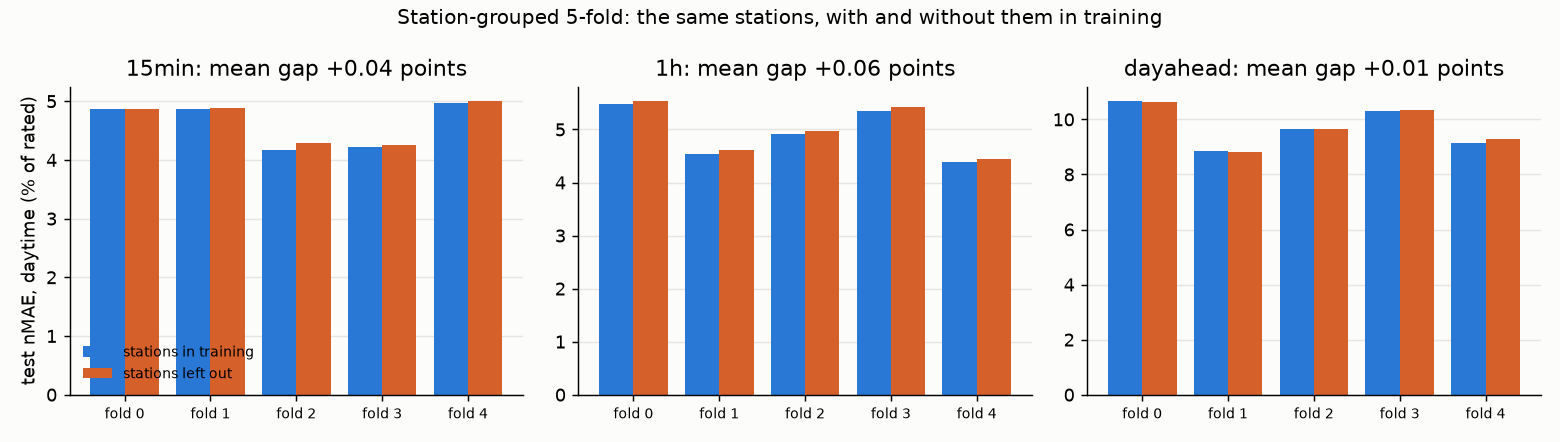 Station-grouped 5-fold: the same stations, with and without them in training
15min: mean gap +0.04 points
test nMAE, daytime (% of rated)
5
4
3
2
1
0
stations in training
stations left out
fold 0 fold 1 fold 2 fold 3 fold 4
1h: mean gap +0.06 points
5
4
3
2
1
0
fold 0 fold 1 fold 2 fold 3 fold 4
dayahead: mean gap +0.01 points
10
8
6
4
2
0
fold 0 fold 1 fold 2 fold 3 fold 4